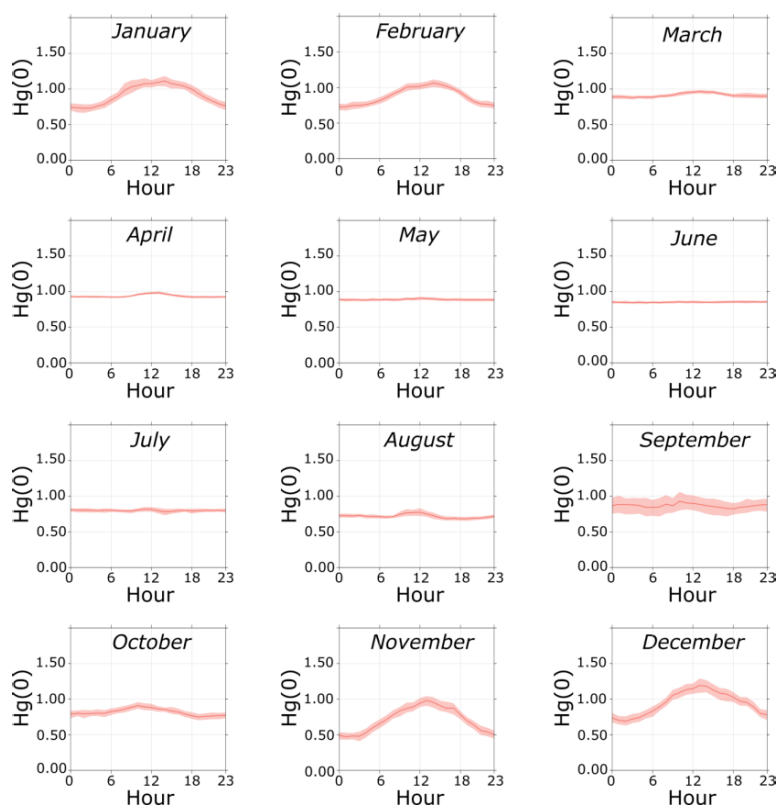 January
1.50
1.00
0.50
0.00
Hg(0)
0 6 12 18 23
Hour
February
1.50
1.00
0.50
0.00
Hg(0)
0 6 12 18 23
Hour
March
1.50
1.00
0.50
0.00
Hg(0)
0 6 12 18 23
Hour
April
1.50
1.00
0.50
0.00
Hg(0)
0 6 12 18 23
Hour
May
1.50
1.00
0.50
0.00
Hg(0)
0 6 12 18 23
Hour
June
1.50
1.00
0.50
0.00
Hg(0)
0 6 12 18 23
Hour
July
1.50
1.00
0.50
0.00
Hg(0)
0 6 12 18 23
Hour
August
1.50
1.00
0.50
0.00
Hg(0)
0 6 12 18 23
Hour
September
1.50
1.00
0.50
0.00
Hg(0)
0 6 12 18 23
Hour
October
1.50
1.00
0.50
0.00
Hg(0)
0 6 12 18 23
Hour
November
1.50
1.00
0.50
0.00
Hg(0)
0 6 12 18 23
Hour
December
1.50
1.00
0.50
0.00
Hg(0)
0 6 12 18 23
Hour